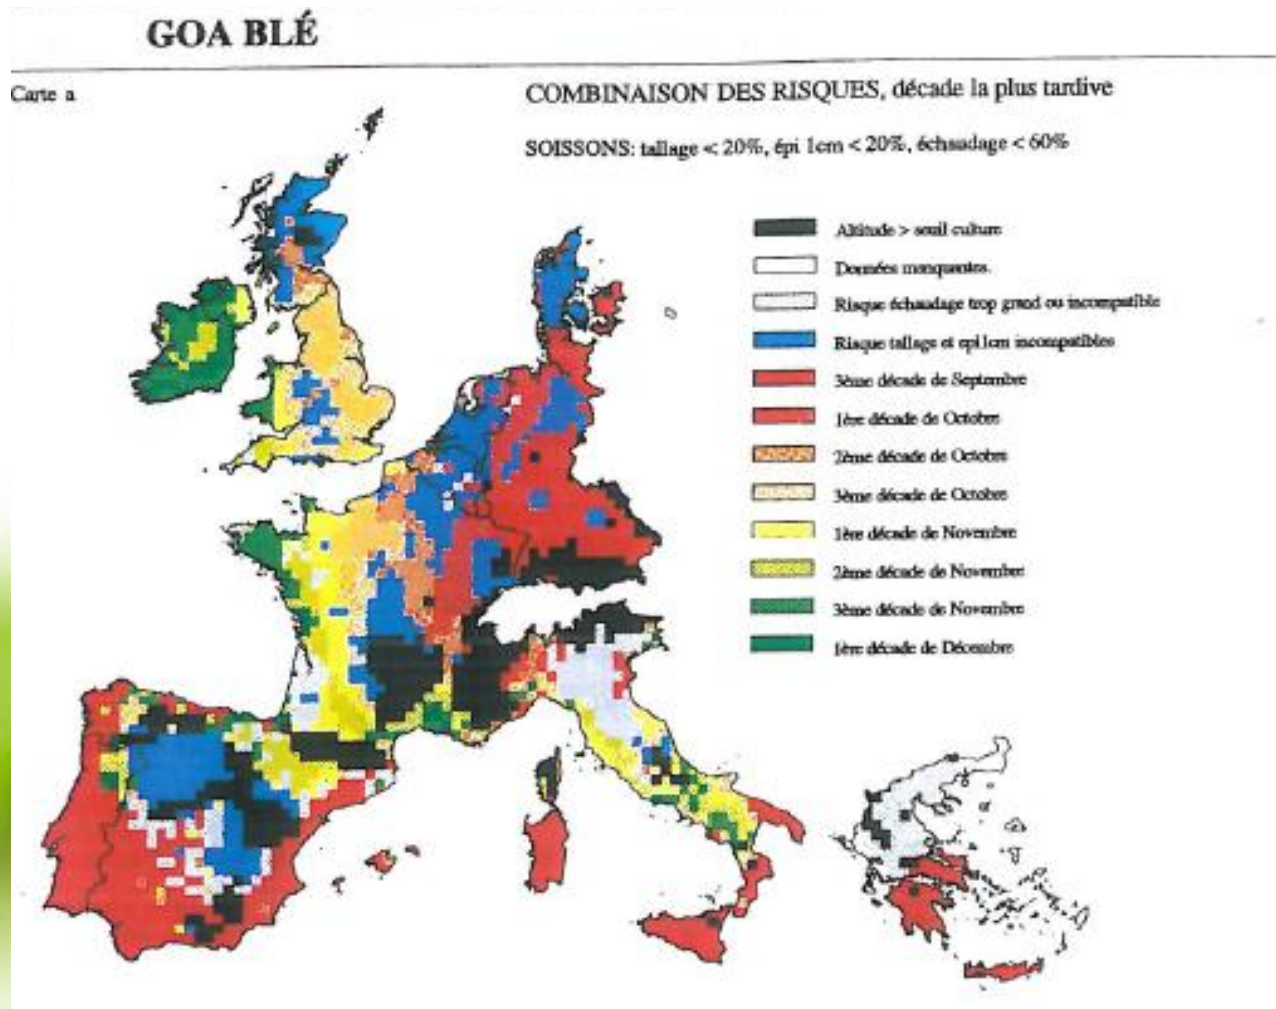 GOA BLÉ
Carte a
COMBINAISON DES RISQUES, décade la plus tardive
SOISSONS: tallage < 20%, épi 1cm < 20%, échaudage < 60%
Altitude > seuil culture
Données manquantes.
Risque échaudage trop grand ou incompatible
Risque tallage et epi1cm incompatibles
3ème décade de Septembre
1ère décade de Octobre
2ème décade de Octobre
3ème décade de Octobre
1ère décade de Novembre
2ème décade de Novembre
3ème décade de Novembre
1ère décade de Décembre